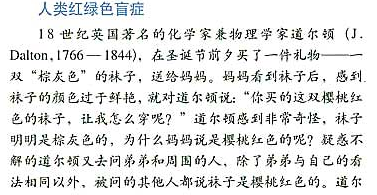 人类红绿色盲症
18 世纪英国著名的化学家兼物理学家道尔顿 (J.
Dalton,1766—1844)，在圣诞节前夕买了一件礼物——一
双“棕灰色”的袜子，送给妈妈。妈妈看到袜子后，感到
袜子的颜色过于鲜艳，就对道尔顿说：“你买的这双樱桃红
色的袜子，让我怎么穿呢？”道尔顿感到非常奇怪，袜子
明明是棕灰色的，为什么妈妈说是樱桃红色的呢？疑惑不
解的道尔顿又去问弟弟和周围的人，除了弟弟与自己的看
法相同以外，被问的其他人都说袜子是樱桃红色的。道尔